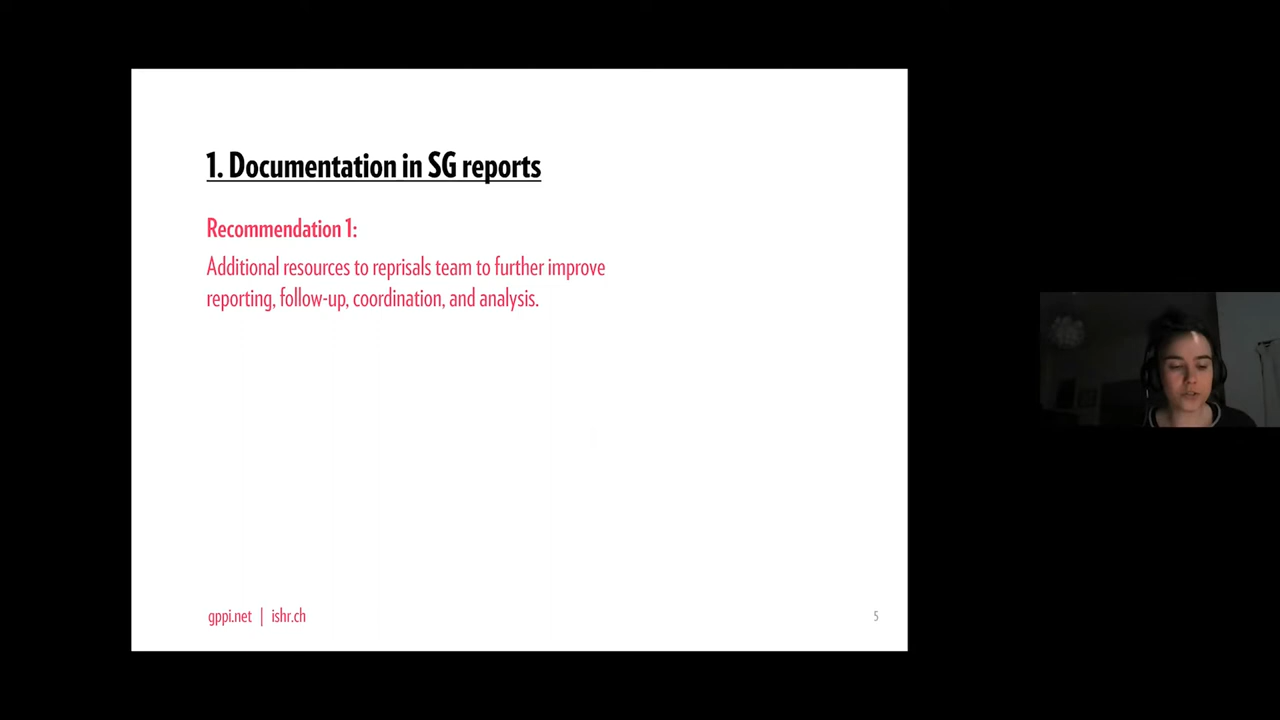 1. Documentation in SG reports
Recommendation 1:
Additional resources to reprisals team to further improve
reporting, follow-up, coordination, and analysis.
gppi.net | ishr.ch
5